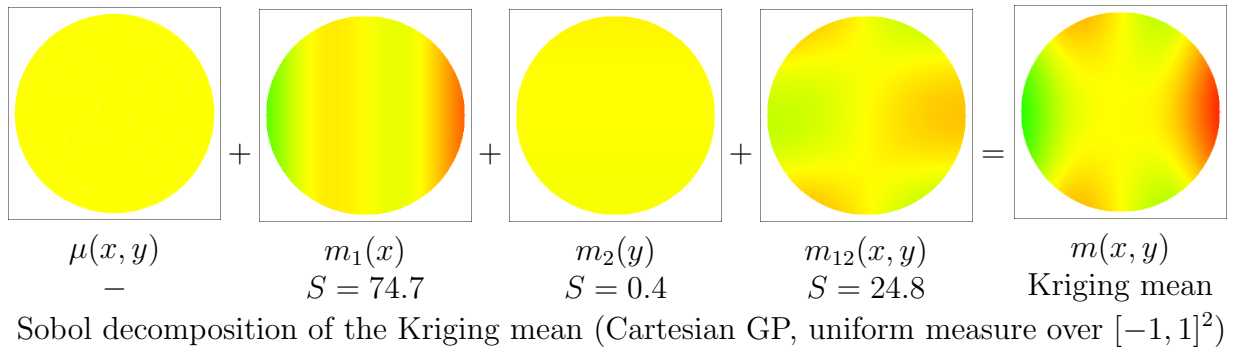 + + + =
μ(x, y) m₁(x) m₂(y) m₁₂(x, y) m(x, y)
− S = 74.7 S = 0.4 S = 24.8 Kriging mean
Sobol decomposition of the Kriging mean (Cartesian GP, uniform measure over [−1, 1]²)